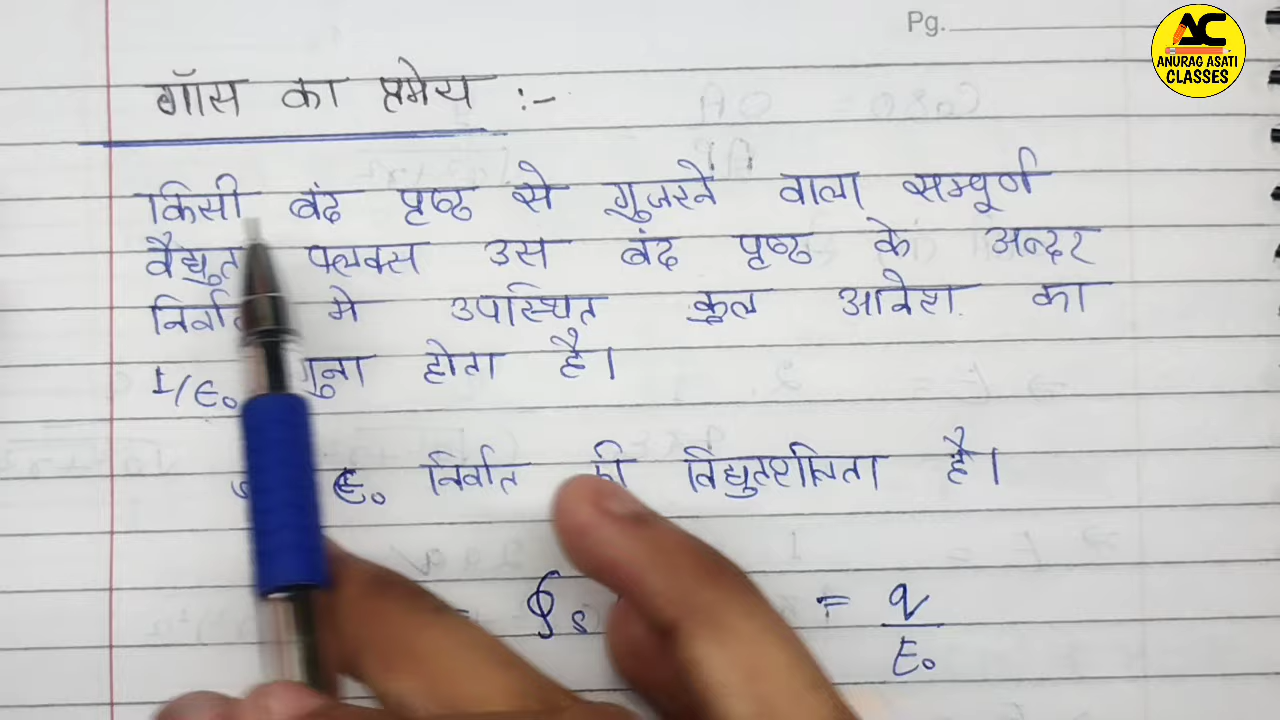 Pg.
AC
ANURAG ASATI
CLASSES
गॉस का प्रमेय :-
किसी बंद पृष्ठ से गुजरने वाला सम्पूर्ण
वैद्युत फ्लक्स उस बंद पृष्ठ के अन्दर
में उपस्थित कुल आवेश का
1/ε₀ गुना होता है।
ε₀ निर्वात की विद्युतशीलता है।
= ∮s = q/ε₀